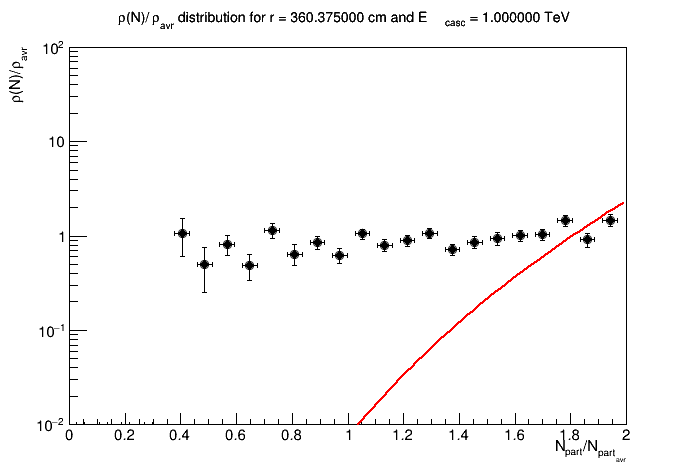 ρ(N)/ρavr distribution for r = 360.375000 cm and E casc = 1.000000 TeV
ρ(N)/ρavr
10²
10
1
10⁻¹
10⁻²
0 0.2 0.4 0.6 0.8 1 1.2 1.4 1.6 1.8 2
Npart/Npartavr